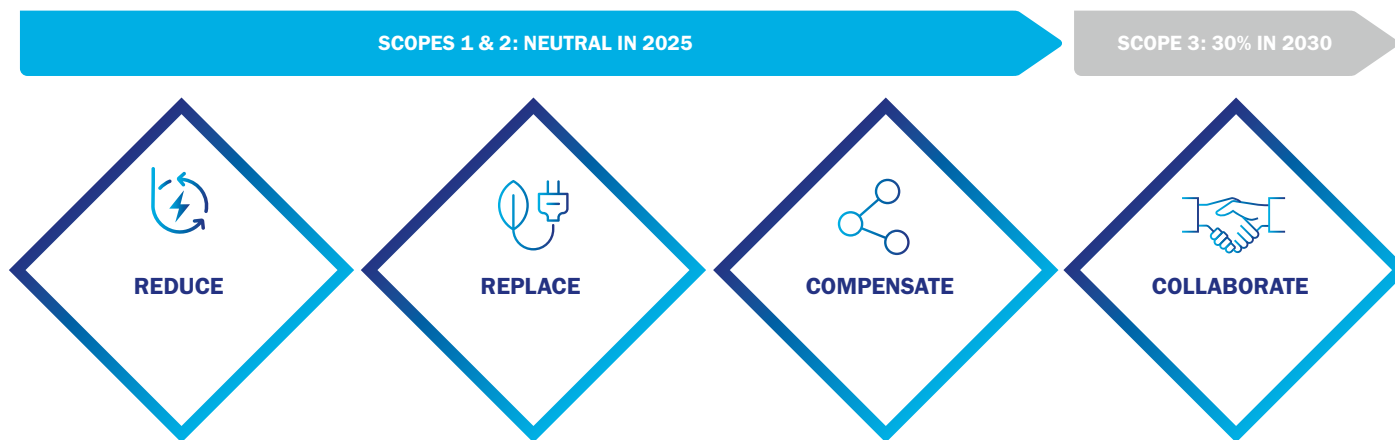 SCOPES 1 & 2: NEUTRAL IN 2025
SCOPE 3: 30% IN 2030
REDUCE
REPLACE
COMPENSATE
COLLABORATE